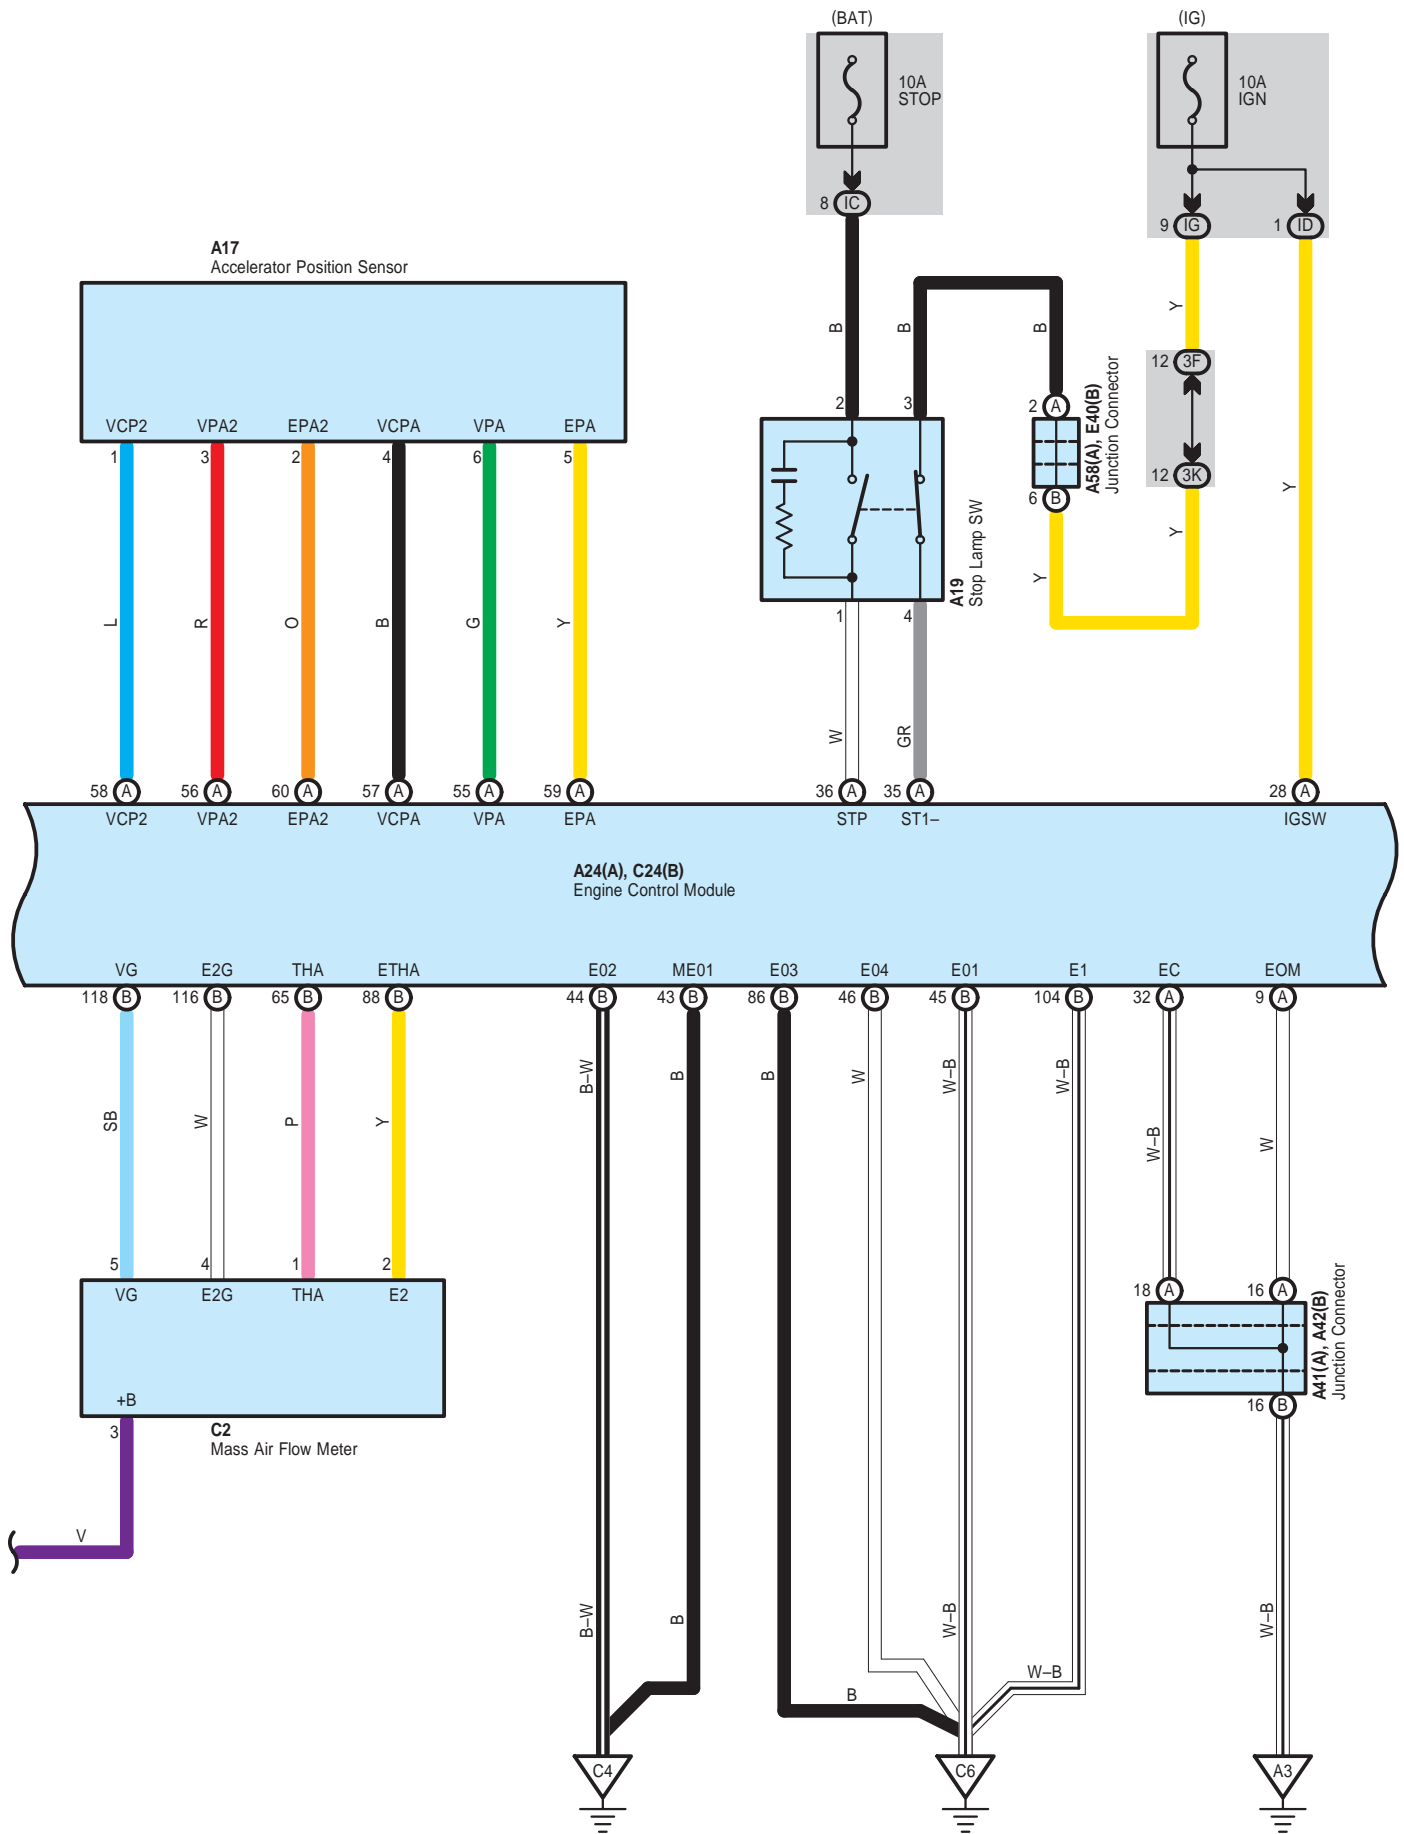 (BAT)
(IG)
10A
STOP
10A
IGN
8 IC
9 IG
1 ID
A17
Accelerator Position Sensor
B
B
B
Y
12 3F
VCP2 VPA2 EPA2 VCPA VPA EPA
1 3 2 4 6 5
2 3
2 A
A58(A), E40(B)
Junction Connector
6 B
12 3K
Y
Y
Y
A19
Stop Lamp SW
1 4
L R O B G Y
W GR
58 A 56 A 60 A 57 A 55 A 59 A 36 A 35 A 28 A
VCP2 VPA2 EPA2 VCPA VPA EPA STP ST1– IGSW
A24(A), C24(B)
Engine Control Module
VG E2G THA ETHA E02 ME01 E03 E04 E01 E1 EC EOM
118 B 116 B 65 B 88 B 44 B 43 B 86 B 46 B 45 B 104 B 32 A 9 A
B–W B B W W–B W–B
SB W P Y
W–B W
5 4 1 2
VG E2G THA E2
18 A 16 A
A41(A), A42(B)
Junction Connector
16 B
+B
3
C2
Mass Air Flow Meter
V
B–W B W–B W–B
W–B
B
C4 C6 A3